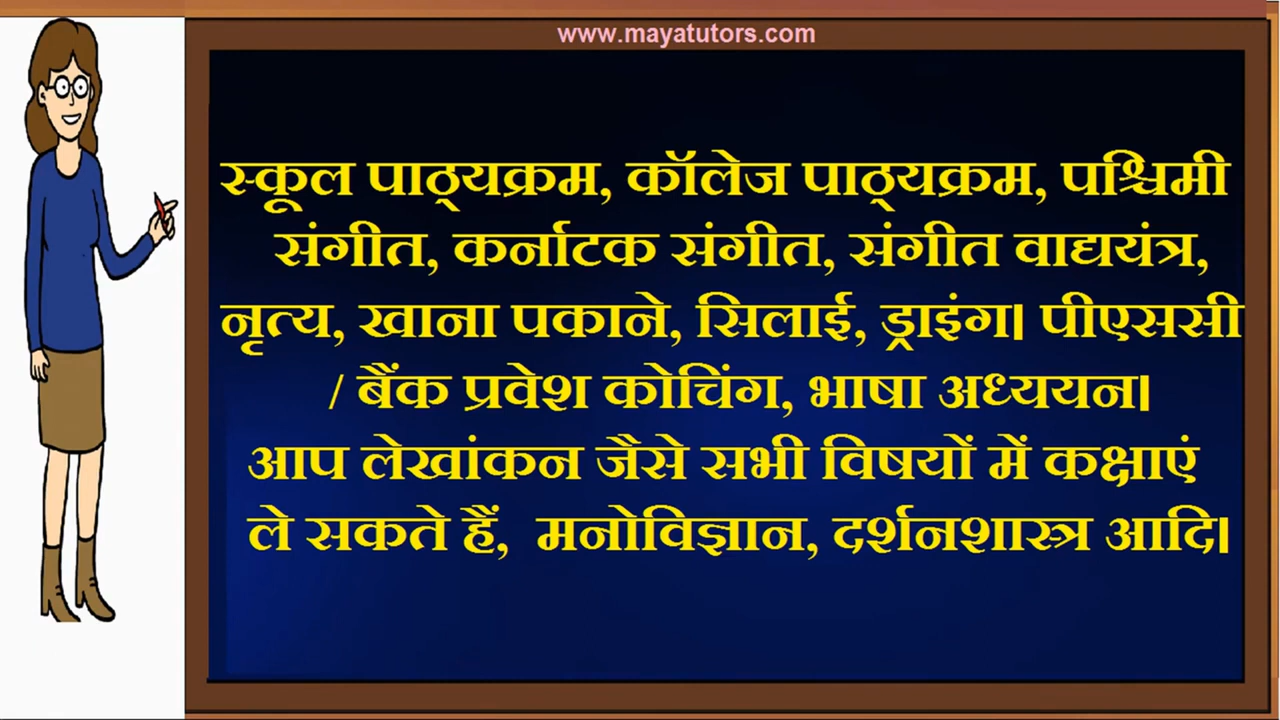 www.mayatutors.com
स्कूल पाठ्यक्रम, कॉलेज पाठ्यक्रम, पश्चिमी
संगीत, कर्नाटक संगीत, संगीत वाद्ययंत्र,
नृत्य, खाना पकाने, सिलाई, ड्राइंग। पीएससी
/ बैंक प्रवेश कोचिंग, भाषा अध्ययन।
आप लेखांकन जैसे सभी विषयों में कक्षाएं
ले सकते हैं, मनोविज्ञान, दर्शनशास्त्र आदि।